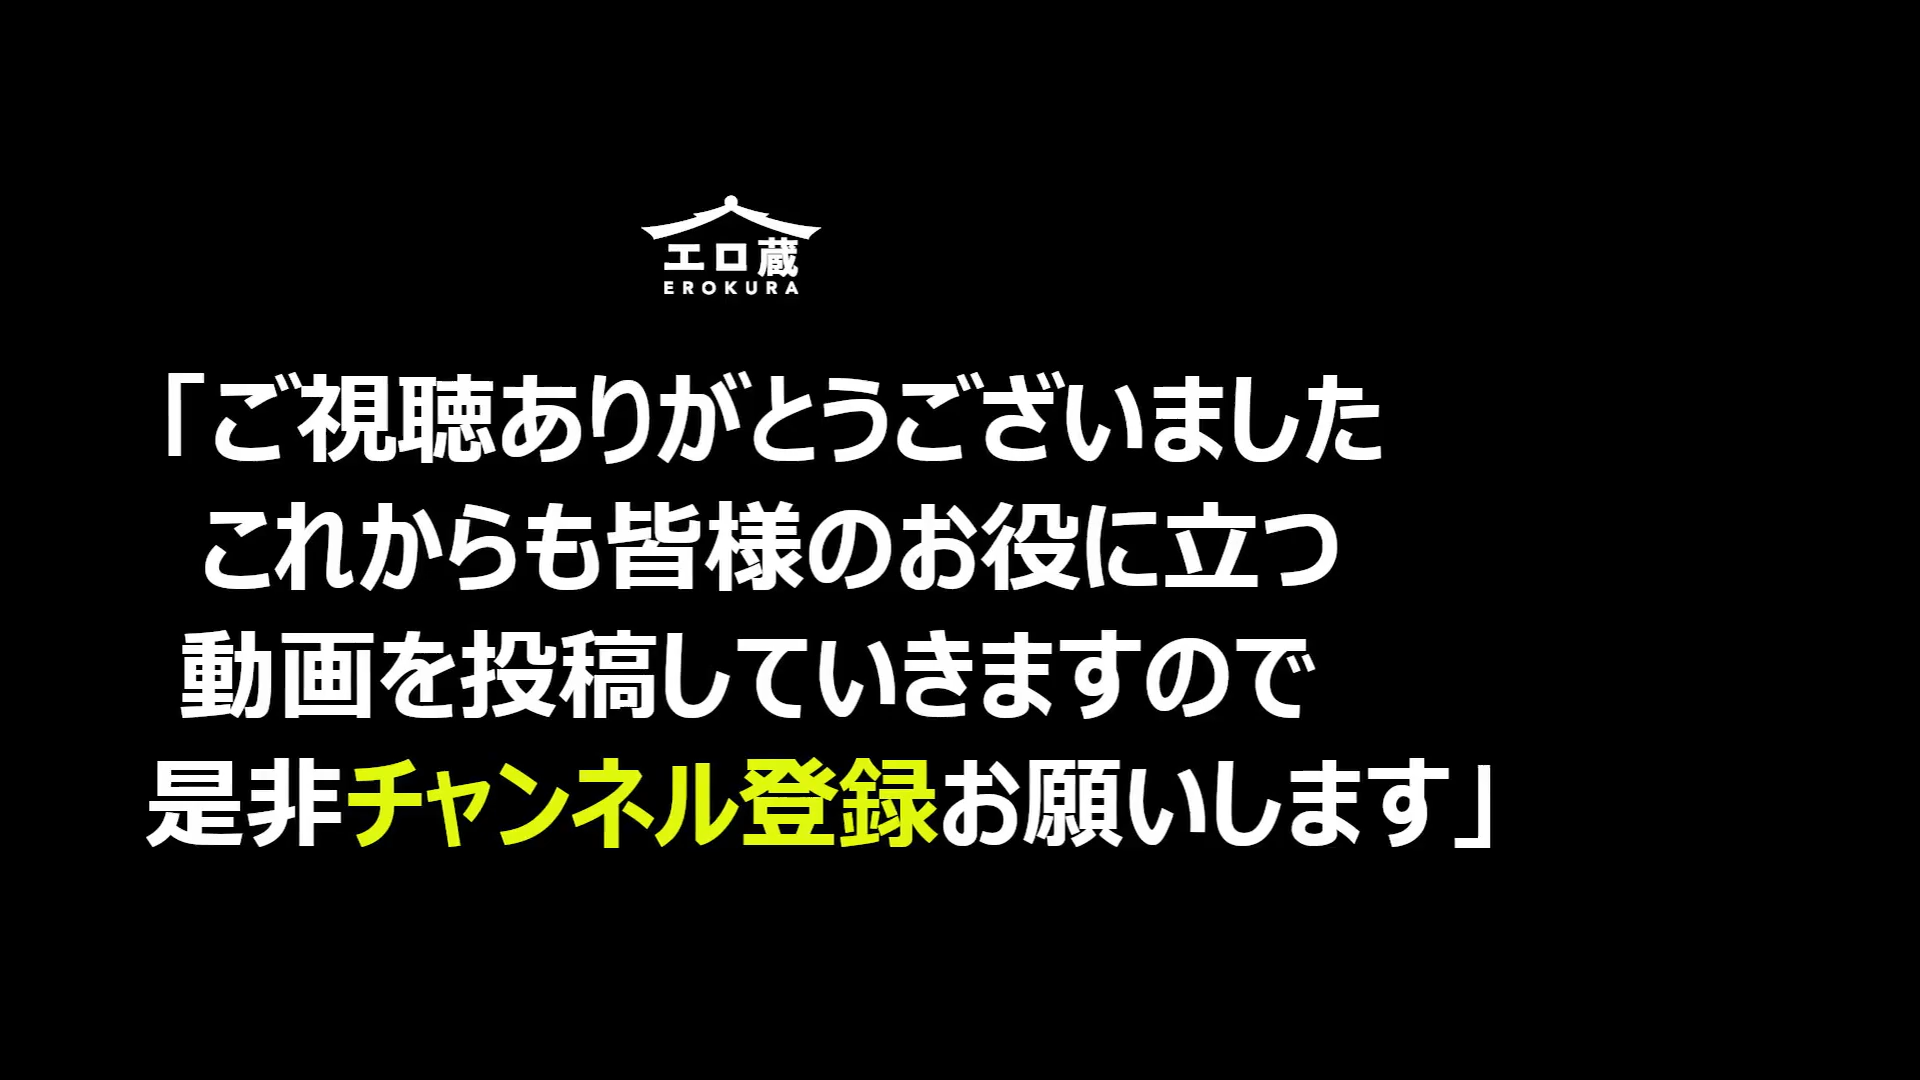 エロ蔵
EROKURA
「ご視聴ありがとうございました
これからも皆様のお役に立つ
動画を投稿していきますので
是非チャンネル登録お願いします」